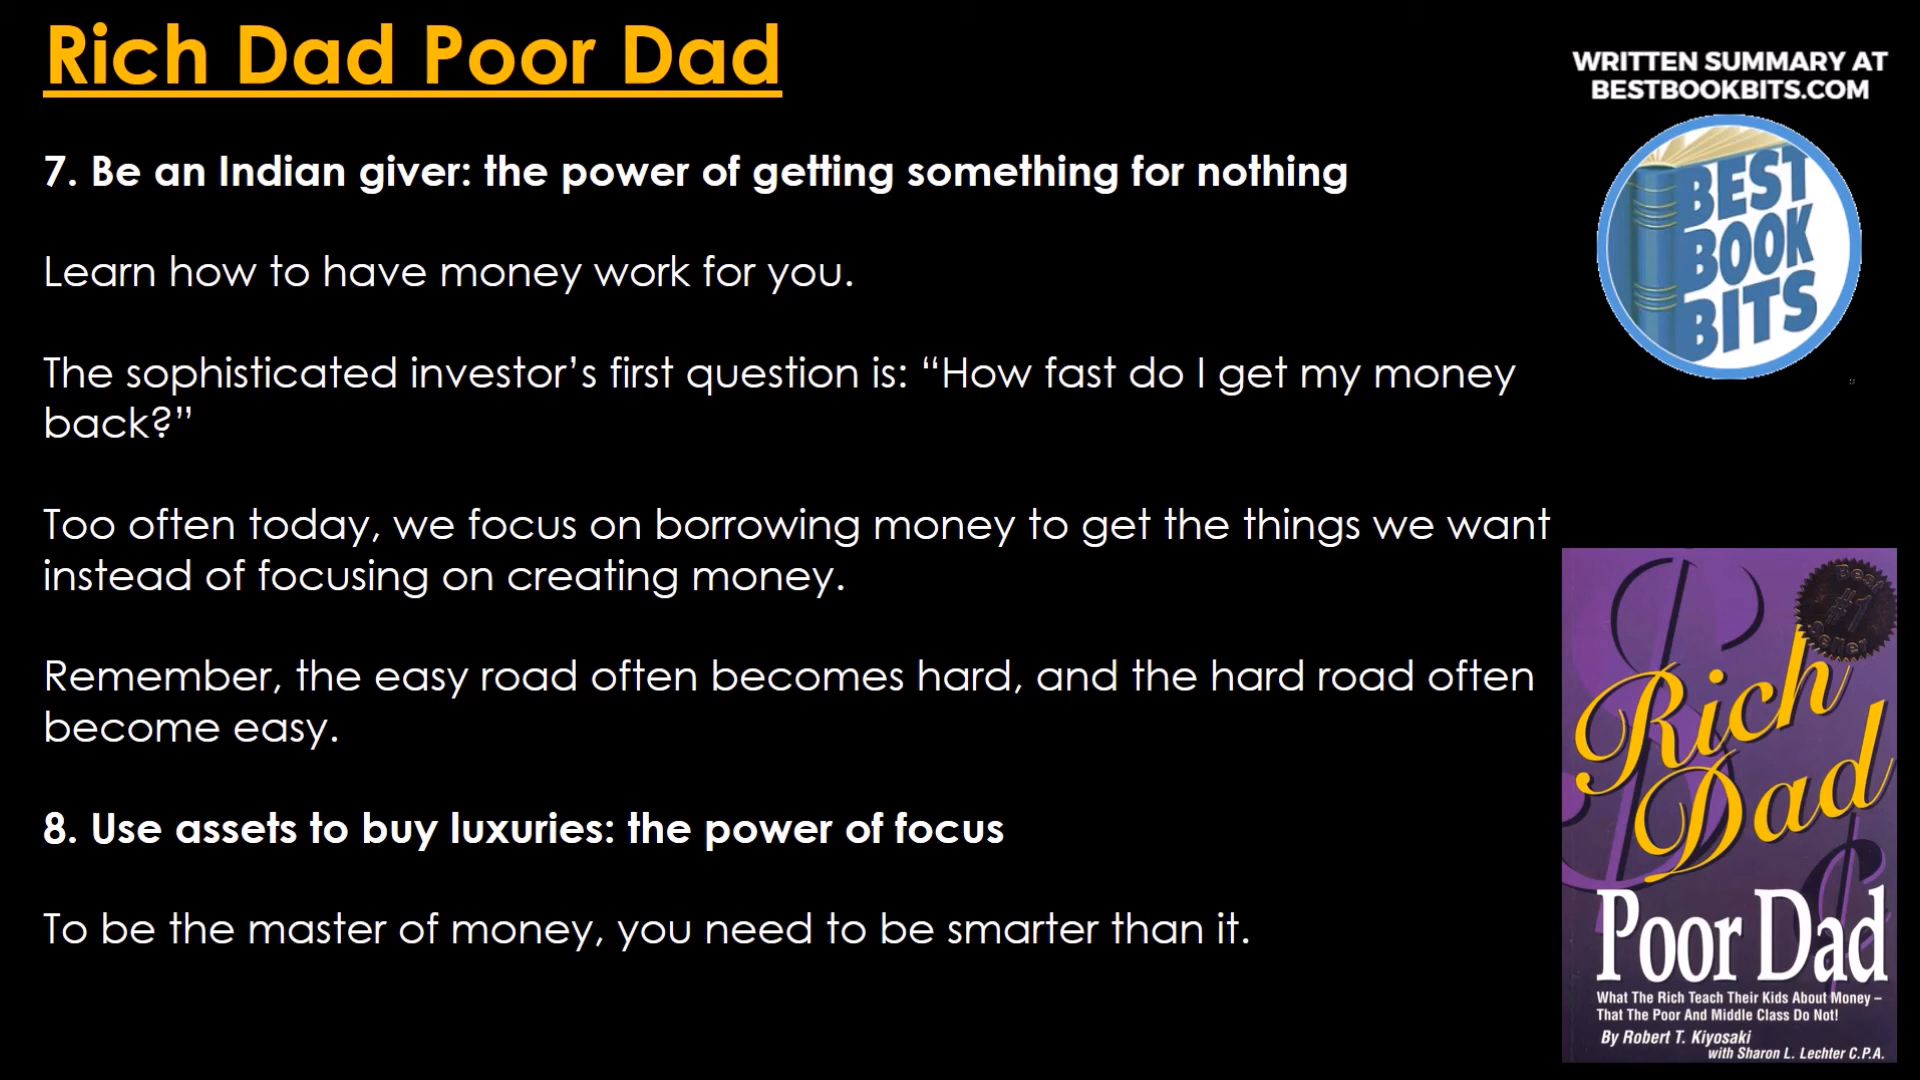 Rich Dad Poor Dad
WRITTEN SUMMARY AT
BESTBOOKBITS.COM
BEST
BOOK
BITS
7. Be an Indian giver: the power of getting something for nothing
Learn how to have money work for you.
The sophisticated investor’s first question is: “How fast do I get my money
back?”
”
Too often today, we focus on borrowing money to get the things we want
instead of focusing on creating money.
Remember, the easy road often becomes hard, and the hard road often
become easy.
8. Use assets to buy luxuries: the power of focus
To be the master of money, you need to be smarter than it.
Best
#1
Seller
Rich
Dad
Poor Dad
What The Rich Teach Their Kids About Money –
That The Poor And Middle Class Do Not!
By Robert T. Kiyosaki
with Sharon L. Lechter C.P.A.